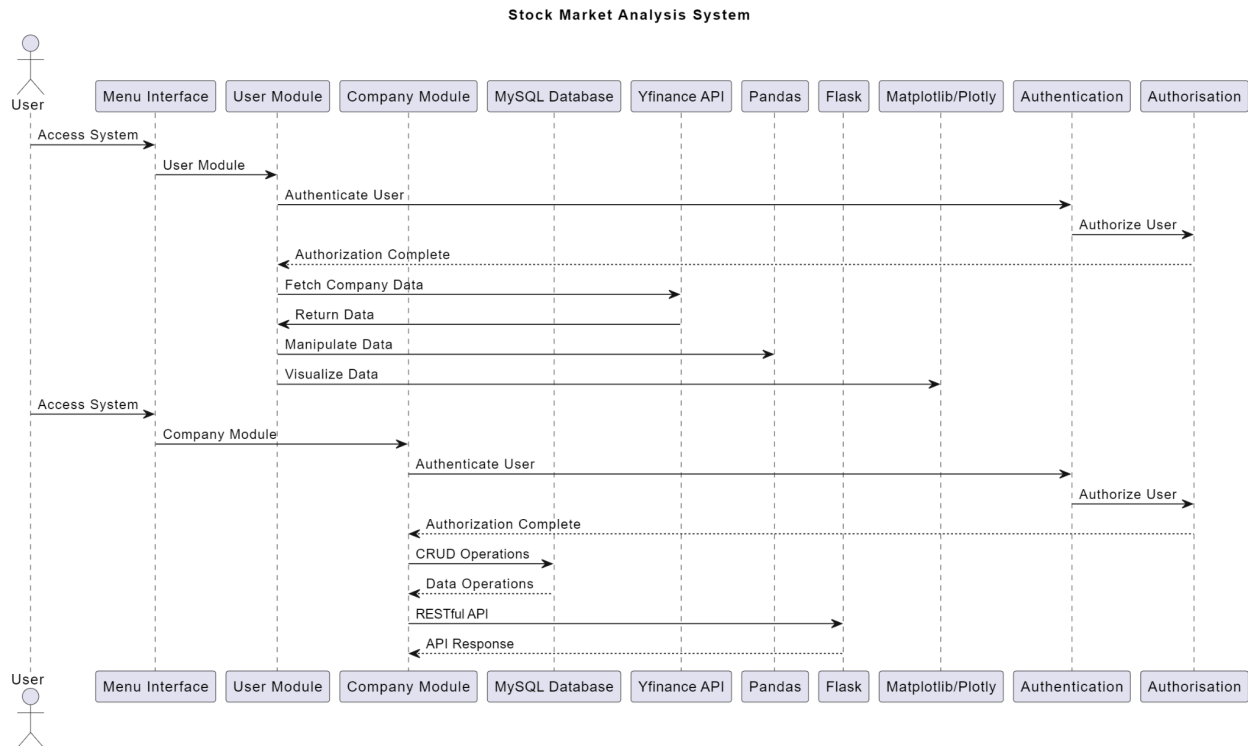 Stock Market Analysis System
User
Menu Interface
User Module
Company Module
MySQL Database
Yfinance API
Pandas
Flask
Matplotlib/Plotly
Authentication
Authorisation
Access System
User Module
Authenticate User
Authorize User
Authorization Complete
Fetch Company Data
Return Data
Manipulate Data
Visualize Data
Access System
Company Module
Authenticate User
Authorize User
Authorization Complete
CRUD Operations
Data Operations
RESTful API
API Response
User
Menu Interface
User Module
Company Module
MySQL Database
Yfinance API
Pandas
Flask
Matplotlib/Plotly
Authentication
Authorisation